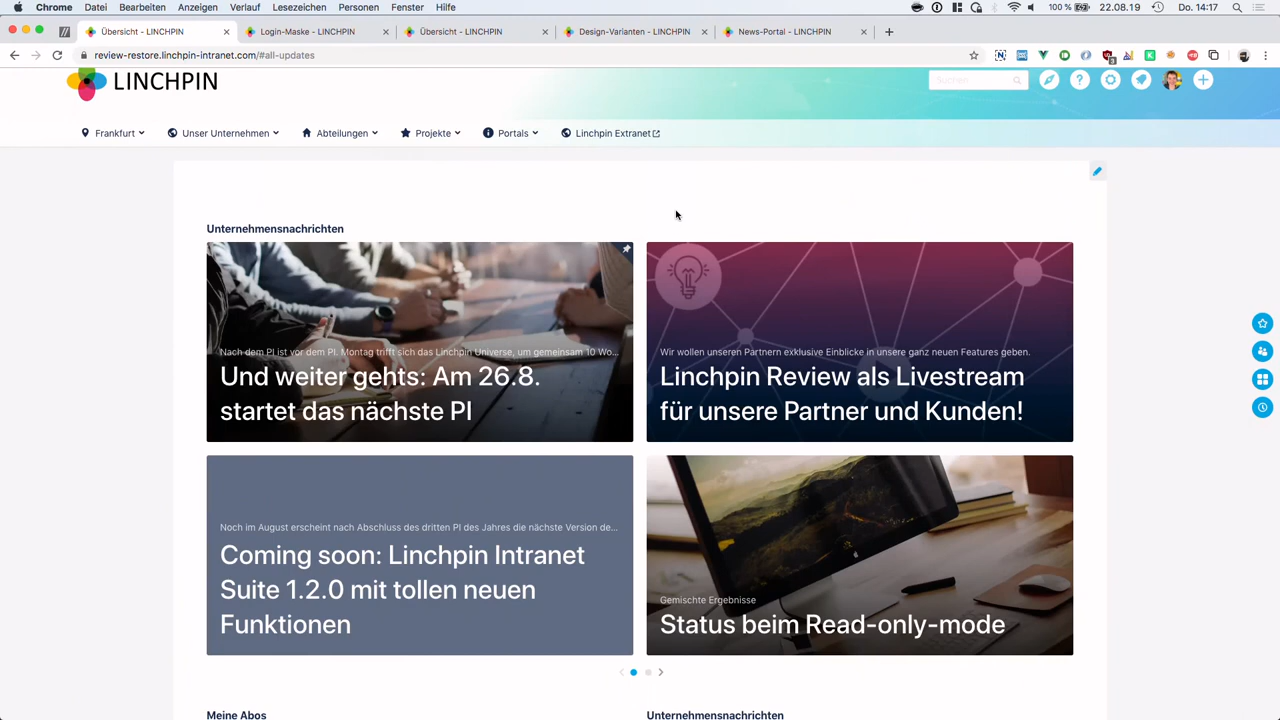 Chrome Datei Bearbeiten Anzeigen Verlauf Lesezeichen Personen Fenster Hilfe 100 % 22.08.19 Do. 14:17
Übersicht - LINCHPIN Login-Maske - LINCHPIN Übersicht - LINCHPIN Design-Varianten - LINCHPIN News-Portal - LINCHPIN
review-restore.linchpin-intranet.com/#all-updates
LINCHPIN
Frankfurt Unser Unternehmen Abteilungen Projekte Portals Linchpin Extranet
Unternehmensnachrichten
Nach dem PI ist vor dem PI. Montag trifft sich das Linchpin Universe, um gemeinsam 10 Wo...
Und weiter gehts: Am 26.8.
startet das nächste PI
Wir wollen unseren Partnern exklusive Einblicke in unsere ganz neuen Features geben.
Linchpin Review als Livestream
für unsere Partner und Kunden!
Noch im August erscheint nach Abschluss des dritten PI des Jahres die nächste Version de...
Coming soon: Linchpin Intranet
Suite 1.2.0 mit tollen neuen
Funktionen
Gemischte Ergebnisse
Status beim Read-only-mode
Meine Abos Unternehmensnachrichten